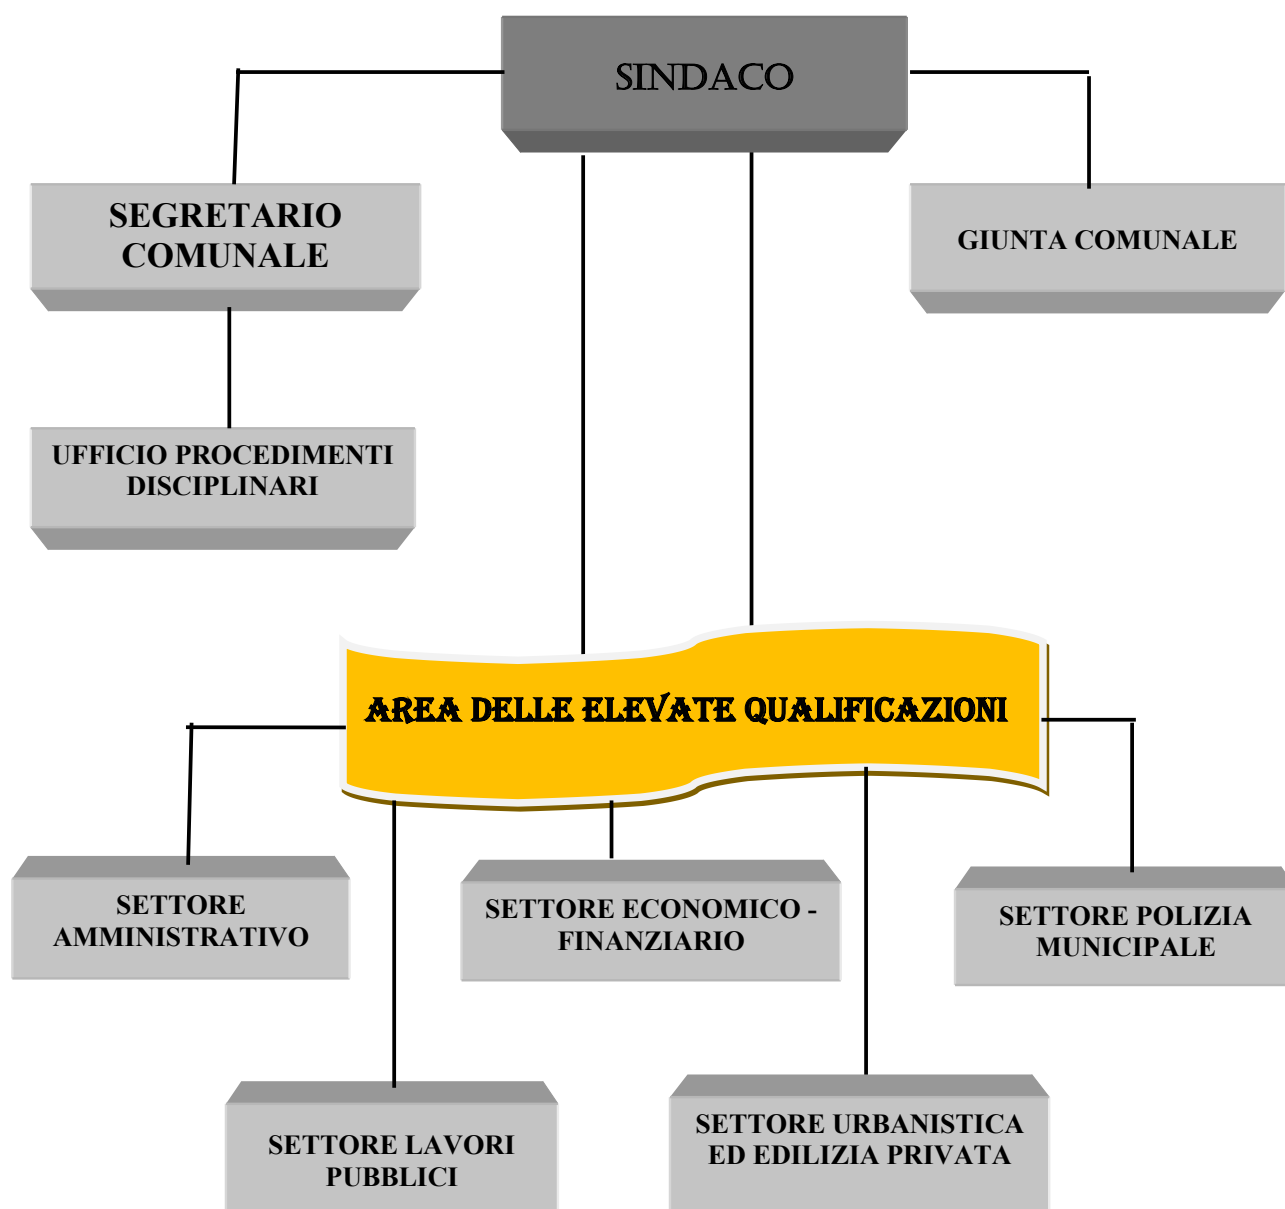 SINDACO
SEGRETARIO
COMUNALE
GIUNTA COMUNALE
UFFICIO PROCEDIMENTI
DISCIPLINARI
AREA DELLE ELEVATE QUALIFICAZIONI
SETTORE
AMMINISTRATIVO
SETTORE ECONOMICO -
FINANZIARIO
SETTORE POLIZIA
MUNICIPALE
SETTORE LAVORI
PUBBLICI
SETTORE URBANISTICA
ED EDILIZIA PRIVATA